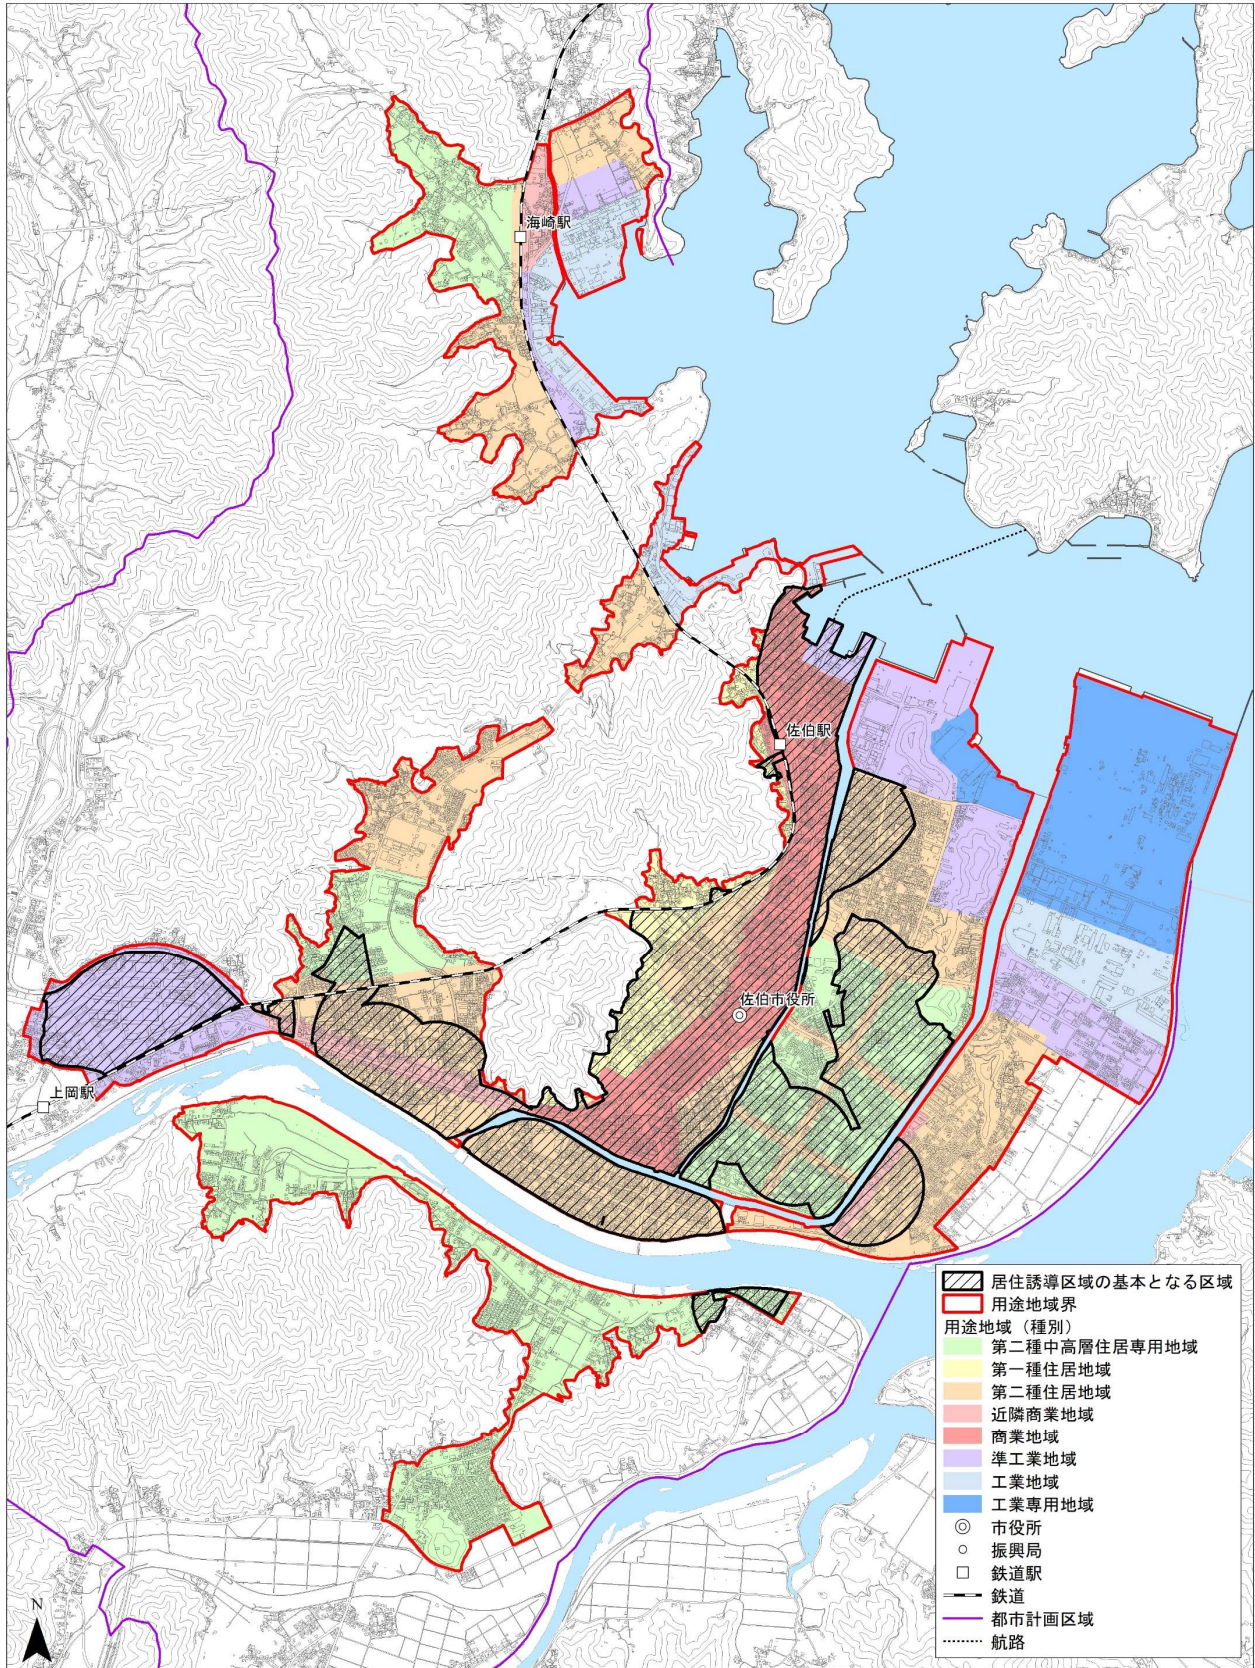 海崎駅
佐伯駅
佐伯市役所
上岡駅
居住誘導区域の基本となる区域
用途地域界
用途地域（種別）
第二種中高層住居専用地域
第一種住居地域
第二種住居地域
近隣商業地域
商業地域
準工業地域
工業地域
工業専用地域
市役所
振興局
鉄道駅
鉄道
都市計画区域
航路
N